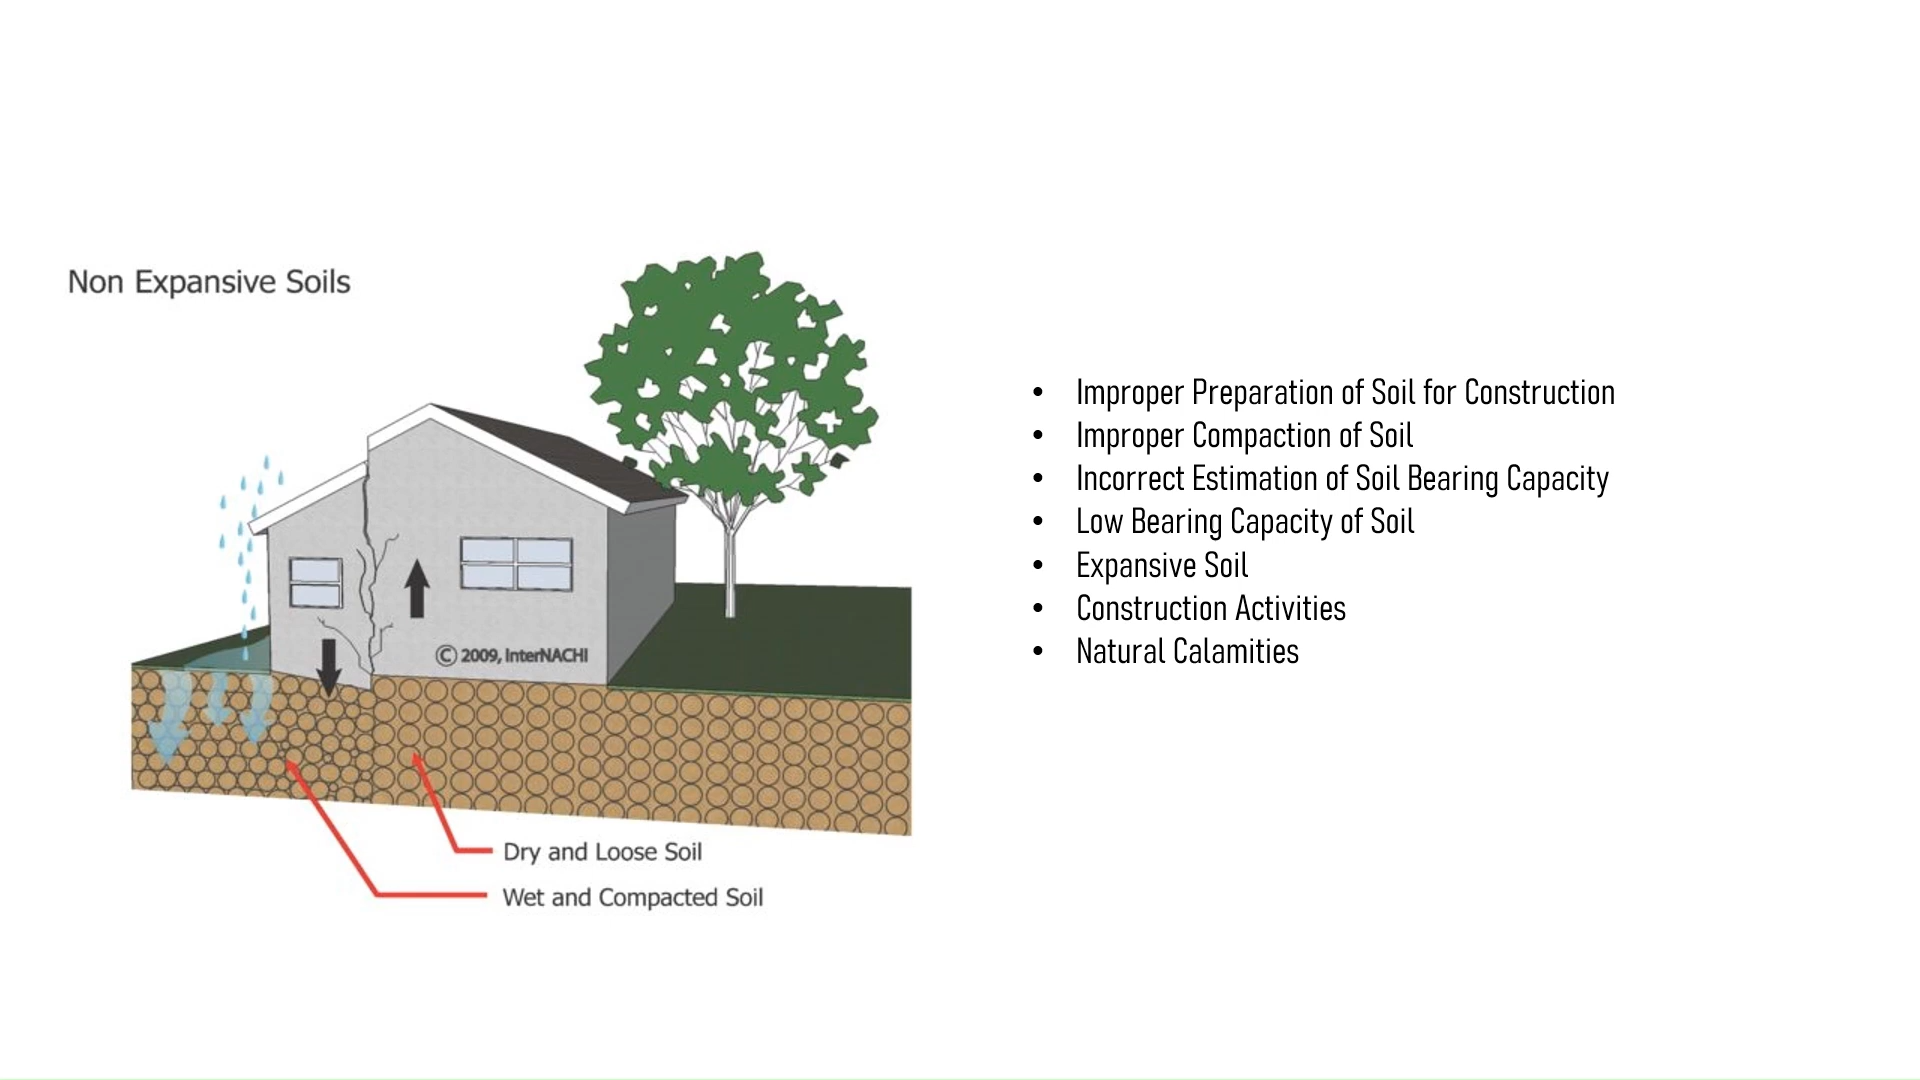 Non Expansive Soils
© 2009, InterNACHI
Dry and Loose Soil
Wet and Compacted Soil
• Improper Preparation of Soil for Construction
• Improper Compaction of Soil
• Incorrect Estimation of Soil Bearing Capacity
• Low Bearing Capacity of Soil
• Expansive Soil
• Construction Activities
• Natural Calamities